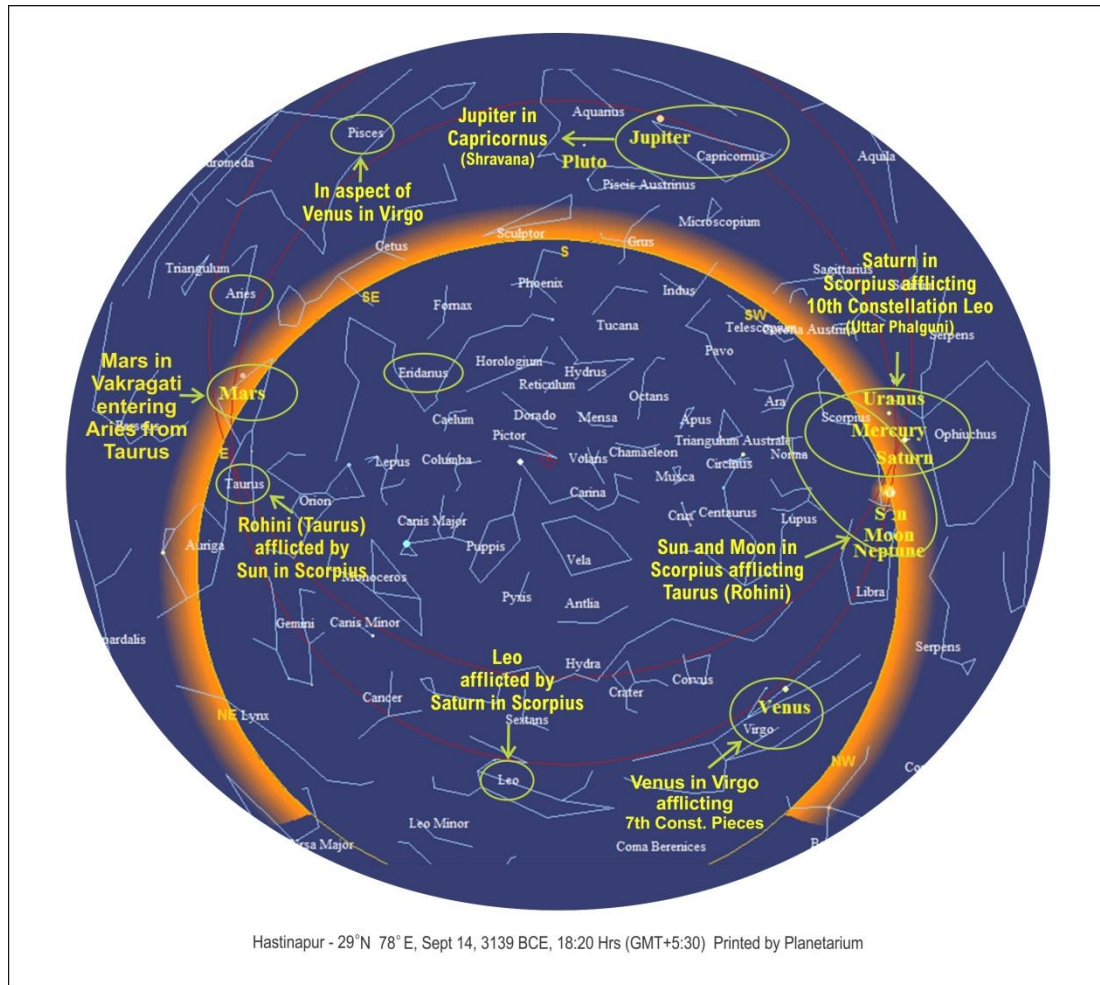 Aquarius
Jupiter in
Capricornus
(Shravana)
Jupiter
Pisces
Pluto
Capricornus
Aquila
Piscis Austrinus
In aspect of
Venus in Virgo
Microscopium
Sculptor
Grus
Cetus
S
Triangulum
Sagittarius
Saturn in
Scorpius afflicting
10th Constellation Leo
(Uttar Phalguni)
Aries
SE
Phoenix
Indus
Fornax
SW
Tucana
Telescopium
Corona Austrina
Serpens
Pavo
Mars in
Vakragati
entering
Aries from
Taurus
Horologium
Eridanus
Hydrus
Reticulum
Mars
Octans
Uranus
Ara
Caelum
Dorado
Mensa
Apus
Scorpius
Mercury
Perseus
Pictor
Triangulum Australe
Norma
Ophiuchus
E
Lepus
Columba
Volans
Chamaeleon
Circinus
Saturn
Taurus
Orion
Carina
Musca
Canis Major
Crux
Centaurus
Lupus
Moon
Neptune
Rohini (Taurus)
afflicted by
Sun in Scorpius
Auriga
Puppis
Vela
Sun and Moon in
Scorpius afflicting
Taurus (Rohini)
Monoceros
Pyxis
Antlia
Libra
Gemini
Canis Minor
Serpens
Leo
afflicted by
Saturn in Scorpius
Hydra
Corvus
Crater
Cancer
Sextans
Venus
Virgo
NE
Lynx
NW
Leo
Venus in Virgo
afflicting
7th Const. Pieces
Leo Minor
Coma Berenices
Hastinapur - 29°N 78°E, Sept 14, 3139 BCE, 18:20 Hrs (GMT+5:30) Printed by Planetarium